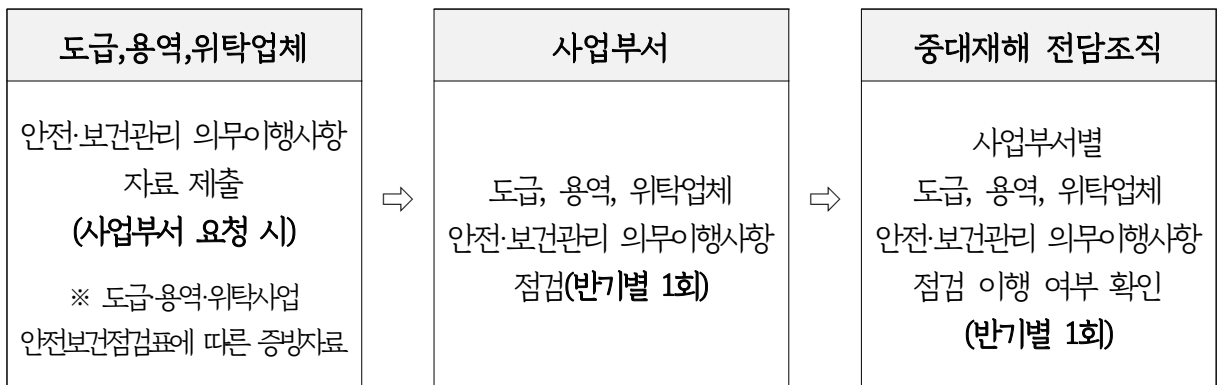 도급,용역,위탁업체
안전·보건관리 의무이행사항
자료 제출
(사업부서 요청 시)
※ 도급·용역·위탁사업
안전보건점검표에 따른 증빙자료
⇨
사업부서
도급, 용역, 위탁업체
안전·보건관리 의무이행사항
점검(반기별 1회)
⇨
중대재해 전담조직
사업부서별
도급, 용역, 위탁업체
안전·보건관리 의무이행사항
점검 이행 여부 확인
(반기별 1회)